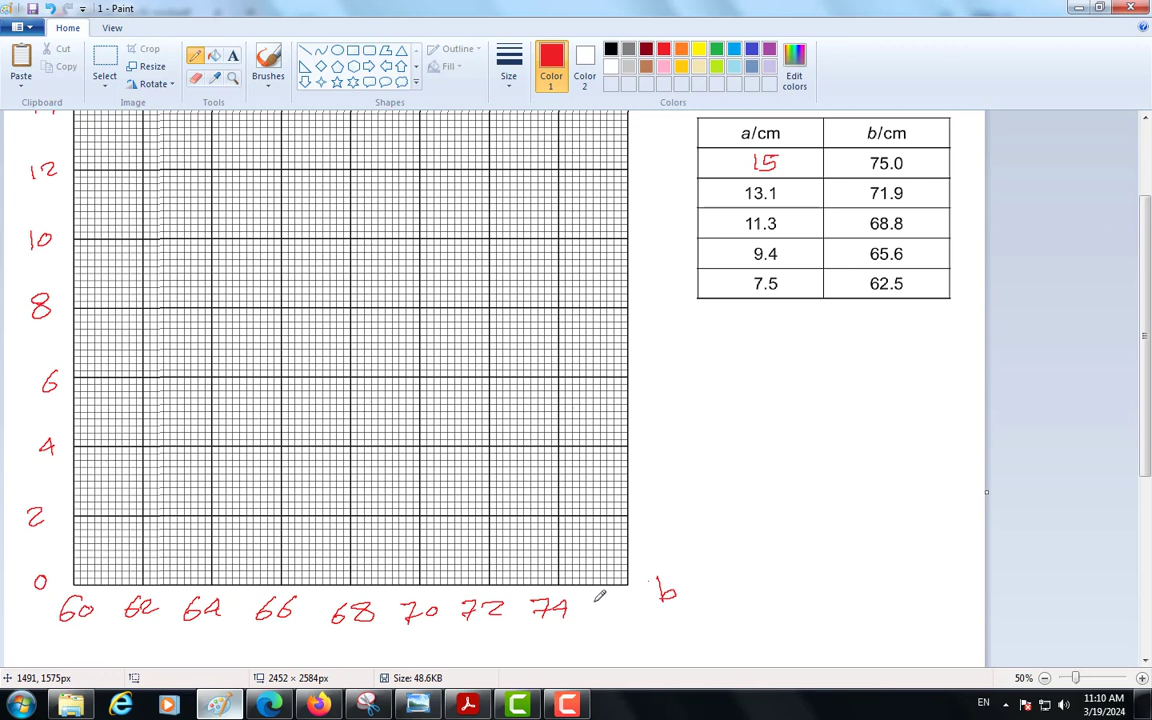 1 - Paint
Home View
Paste Cut Copy Clipboard
Select Crop Resize Rotate Image
Tools
Brushes
Outline Fill Shapes
Size
Color 1
Color 2
Edit colors
Colors
a/cm b/cm
15 75.0
13.1 71.9
11.3 68.8
9.4 65.6
7.5 62.5
12
10
8
6
4
2
0
60 62 64 66 68 70 72 74 b
1491, 1575px 2452 × 2584px Size: 48.6KB 50%
EN 11:10 AM
3/19/2024